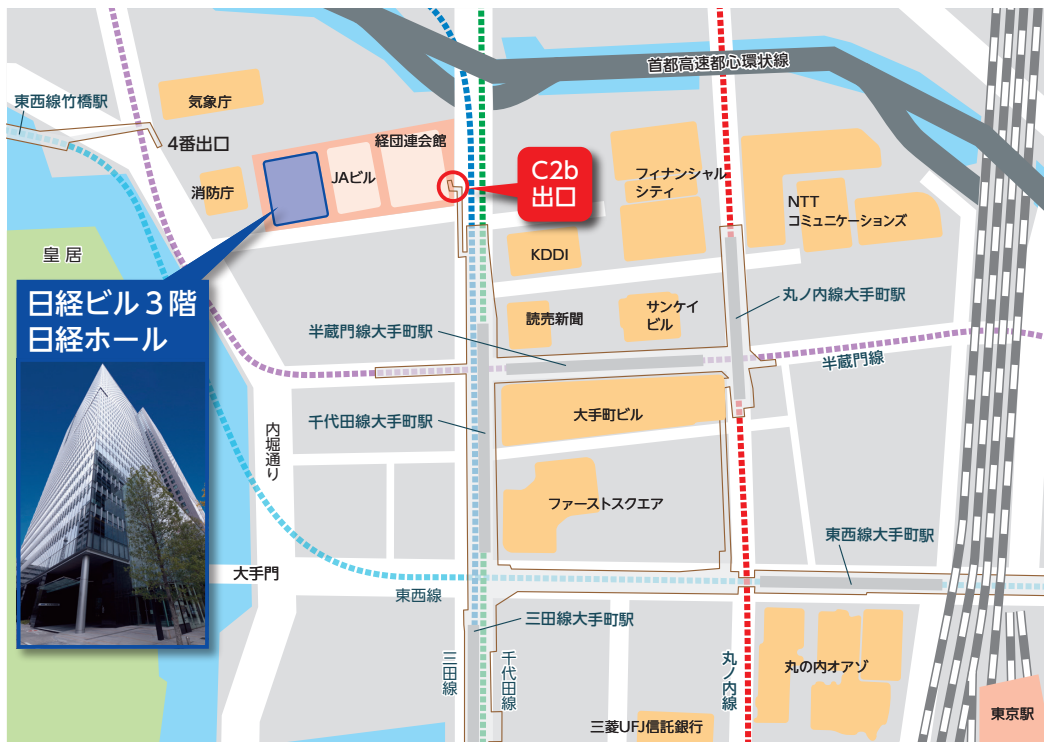 首都高速都心環状線
東西線竹橋駅
気象庁
4番出口
経団連会館
JAビル
消防庁
C2b
出口
フィナンシャル
シティ
NTT
コミュニケーションズ
KDDI
皇居
日経ビル3階
日経ホール
丸ノ内線大手町駅
読売新聞
サンケイ
ビル
半蔵門線大手町駅
半蔵門線
千代田線大手町駅
大手町ビル
内堀通り
ファーストスクエア
東西線大手町駅
大手門
東西線
三田線大手町駅
三田線
千代田線
丸ノ内線
丸の内オアゾ
三菱UFJ信託銀行
東京駅